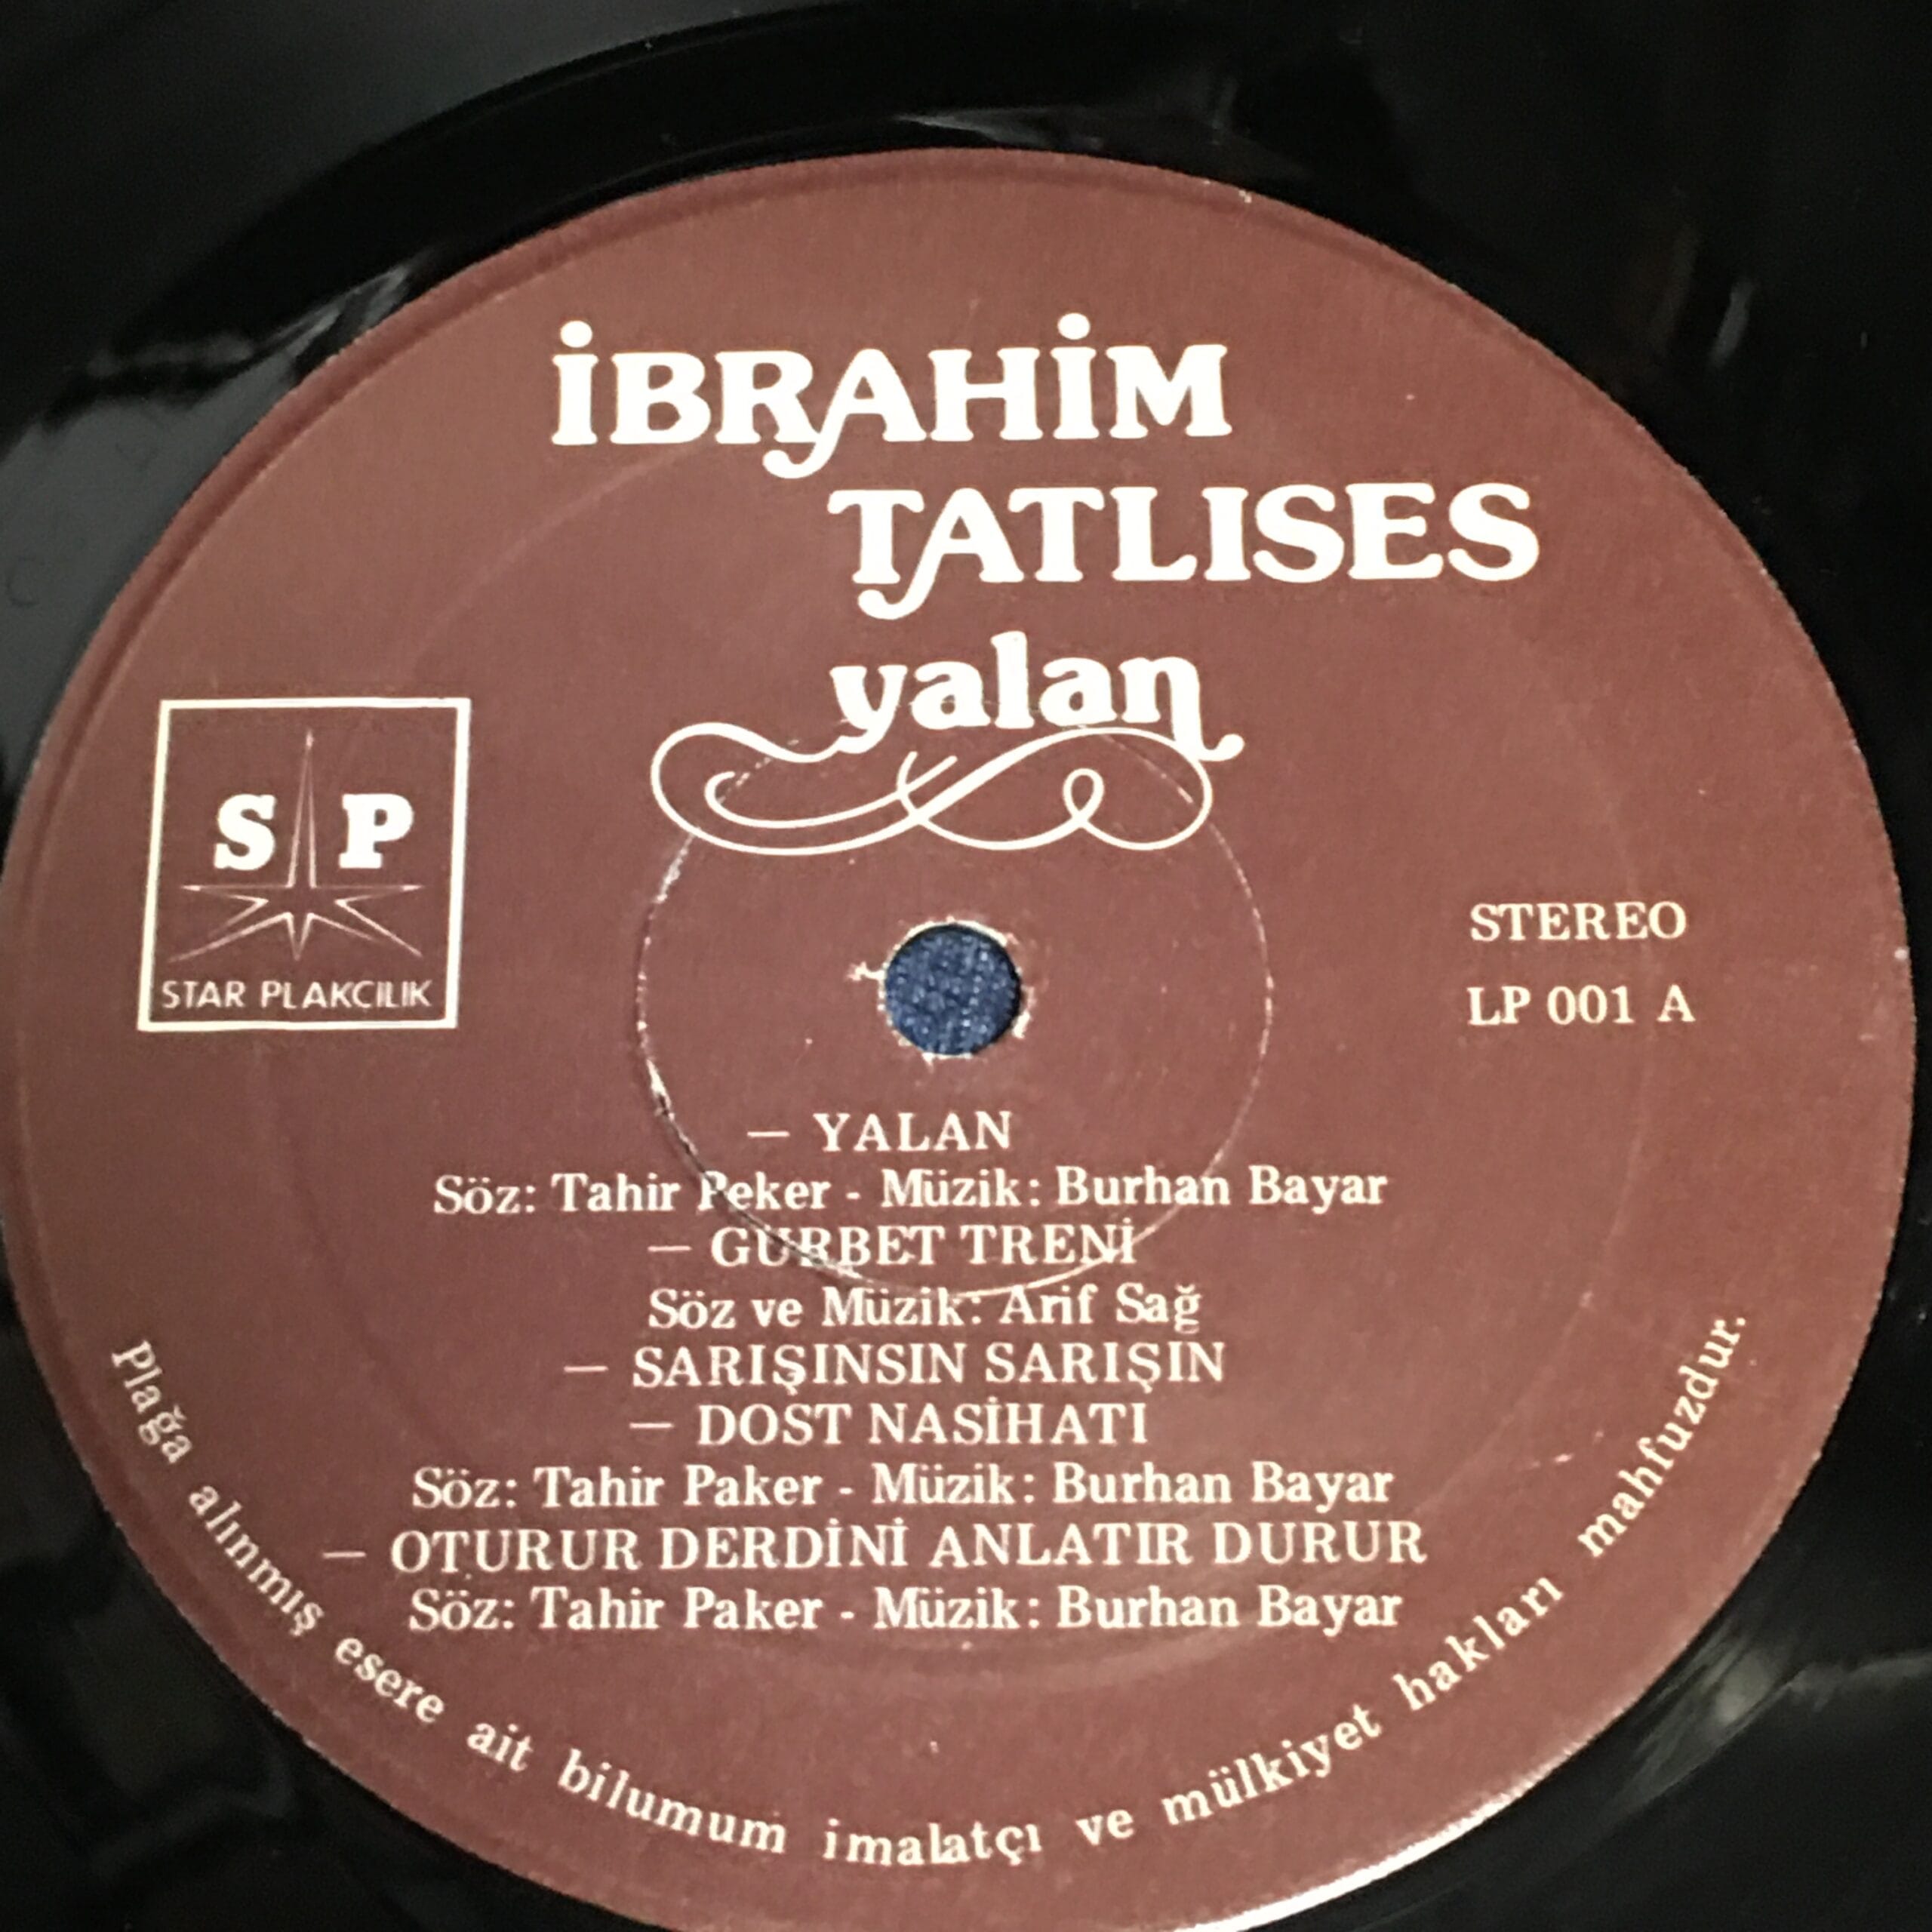 İBRAHİM
TATLISES
yalan
S P
STAR PLAKCILIK
STEREO
LP 001 A
— YALAN
Söz: Tahir Peker - Müzik: Burhan Bayar
— GURBET TRENİ
Söz ve Müzik: Arif Sağ
— SARIŞINSIN SARIŞIN
— DOST NASİHATI
Söz: Tahir Paker - Müzik: Burhan Bayar
— OTURUR DERDİNİ ANLATIR DURUR
Söz: Tahir Paker - Müzik: Burhan Bayar
Plağa alınmış esere ait bilumum imalatçı ve mülkiyet hakları mahfuzdur.